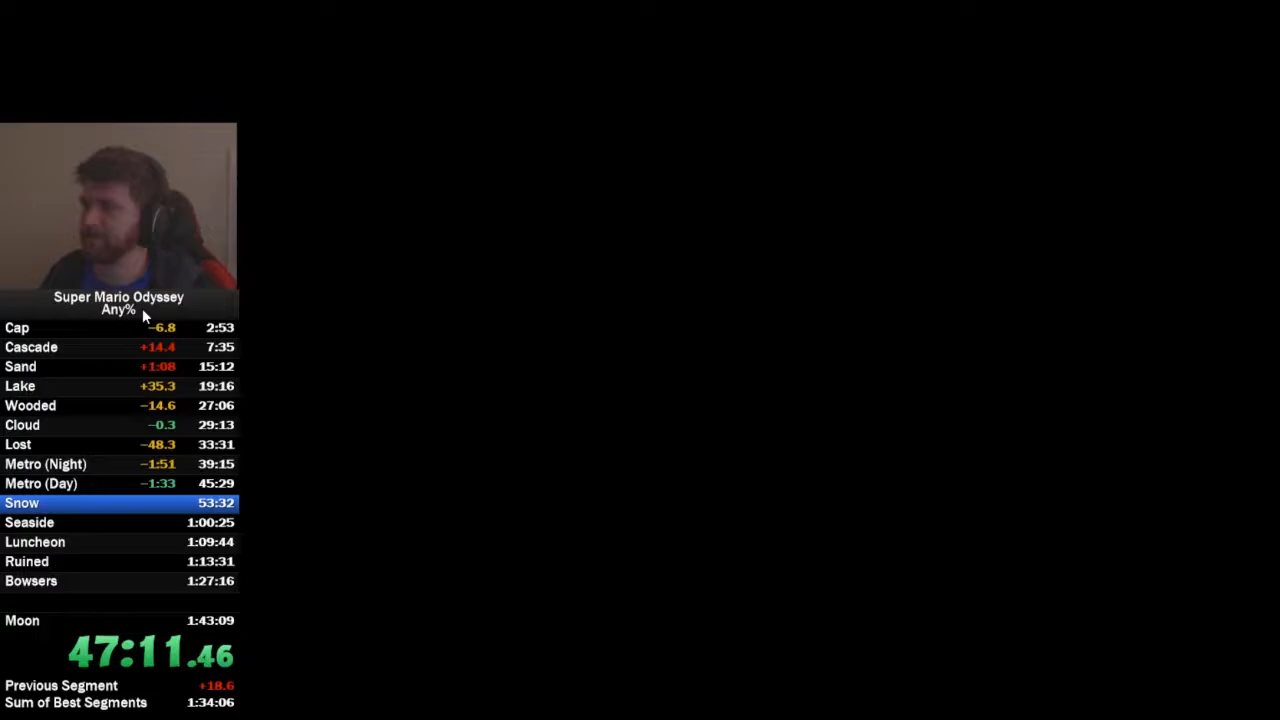 Super Mario Odyssey
Any%
Cap −6.8 2:53
Cascade +14.4 7:35
Sand +1:08 15:12
Lake +35.3 19:16
Wooded −14.6 27:06
Cloud −0.3 29:13
Lost −48.3 33:31
Metro (Night) −1:51 39:15
Metro (Day) −1:33 45:29
Snow 53:32
Seaside 1:00:25
Luncheon 1:09:44
Ruined 1:13:31
Bowsers 1:27:16
Moon 1:43:09
47:11.46
Previous Segment +18.6
Sum of Best Segments 1:34:06